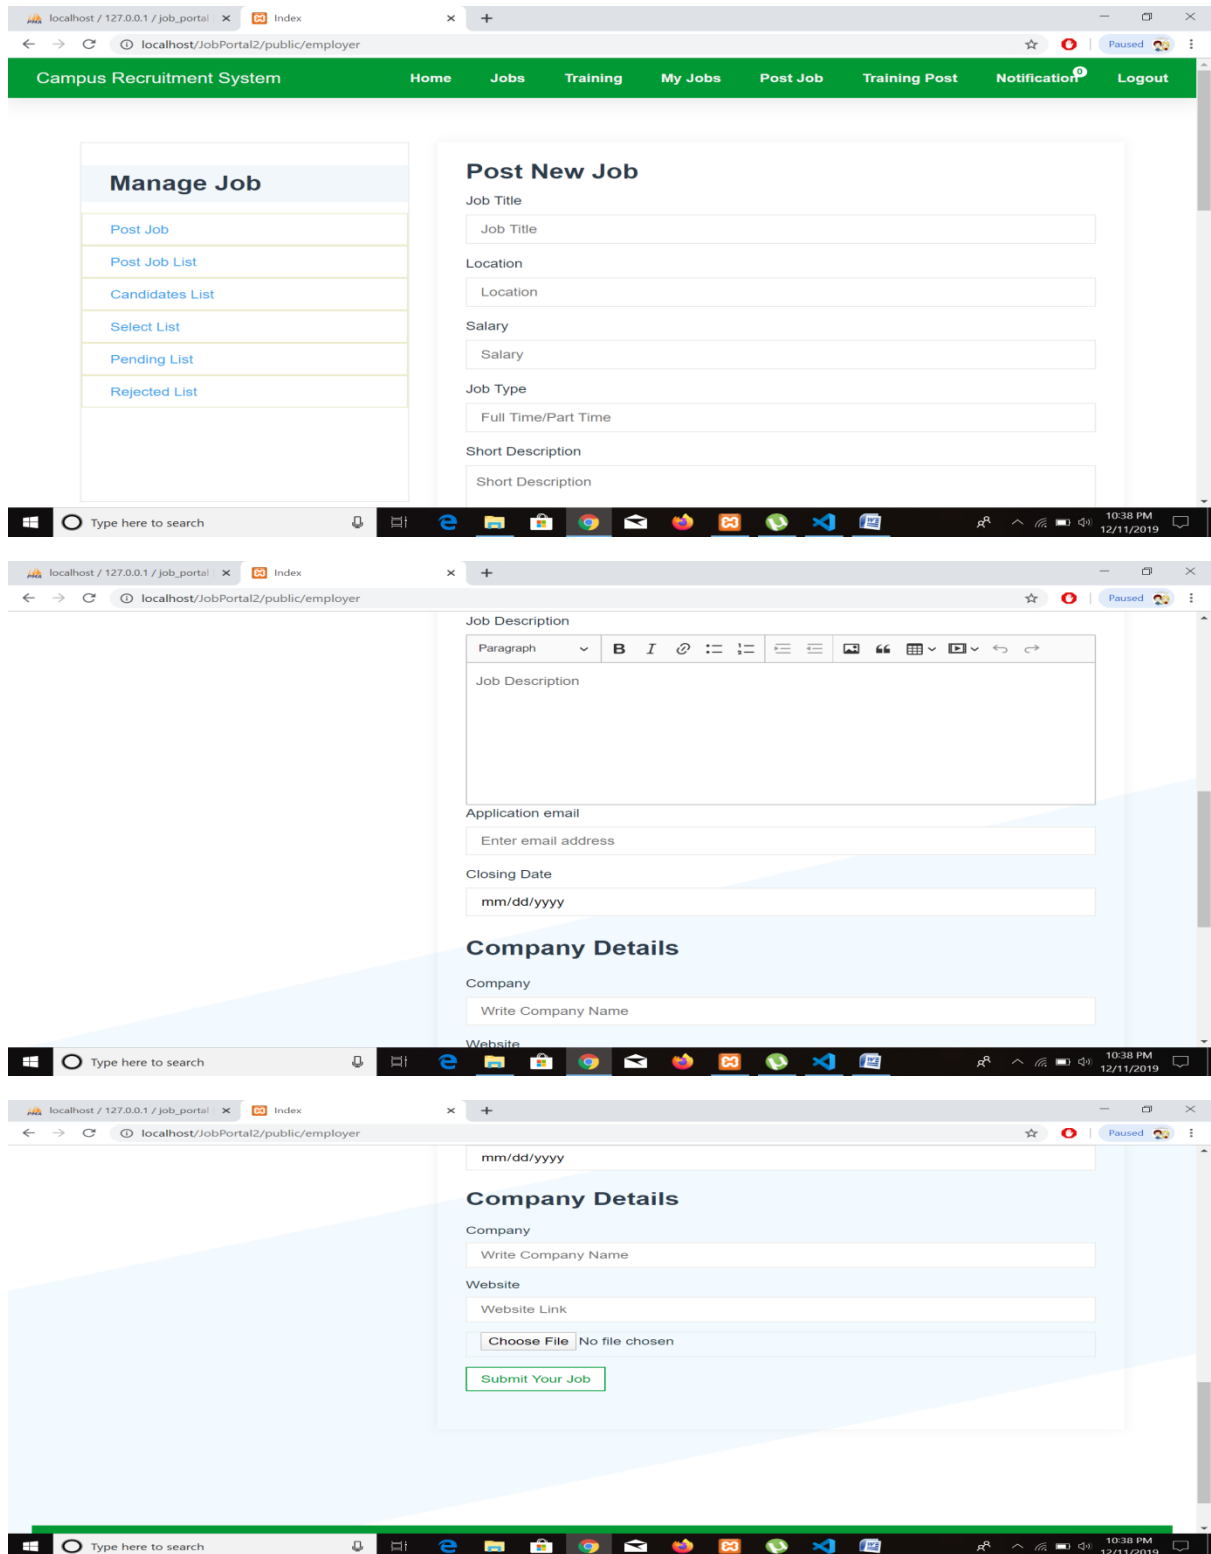 localhost / 127.0.0.1 / job_portal
Index
localhost/JobPortal2/public/employer
Paused
Campus Recruitment System
Home Jobs Training My Jobs Post Job Training Post Notification 0 Logout
Manage Job
Post Job
Post Job List
Candidates List
Select List
Pending List
Rejected List
Post New Job
Job Title
Job Title
Location
Location
Salary
Salary
Job Type
Full Time/Part Time
Short Description
Short Description
Type here to search
10:38 PM
12/11/2019
localhost / 127.0.0.1 / job_portal
Index
localhost/JobPortal2/public/employer
Paused
Job Description
Paragraph
Job Description
Application email
Enter email address
Closing Date
mm/dd/yyyy
Company Details
Company
Write Company Name
Website
Type here to search
10:38 PM
12/11/2019
localhost / 127.0.0.1 / job_portal
Index
localhost/JobPortal2/public/employer
Paused
mm/dd/yyyy
Company Details
Company
Write Company Name
Website
Website Link
Choose File No file chosen
Submit Your Job
Type here to search
10:38 PM
12/11/2019